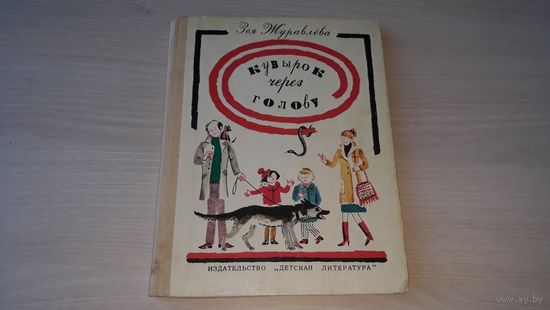 Зоя Журавлёва
КУВЫРОК
через
ГОЛОВУ
ИЗДАТЕЛЬСТВО „ДЕТСКАЯ ЛИТЕРАТУРА"
www.ay.by